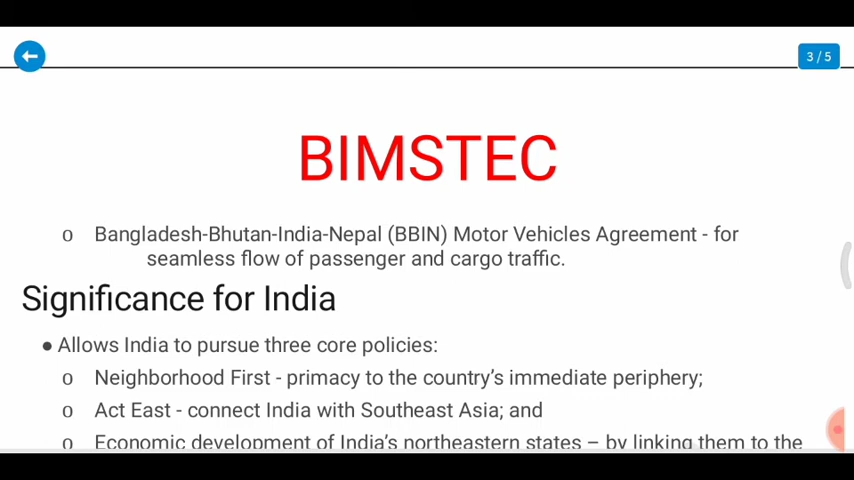 3 / 5
BIMSTEC
o Bangladesh-Bhutan-India-Nepal (BBIN) Motor Vehicles Agreement - for
seamless flow of passenger and cargo traffic.
Significance for India
● Allows India to pursue three core policies:
o Neighborhood First - primacy to the country’s immediate periphery;
o Act East - connect India with Southeast Asia; and
o Economic development of India’s northeastern states – by linking them to the